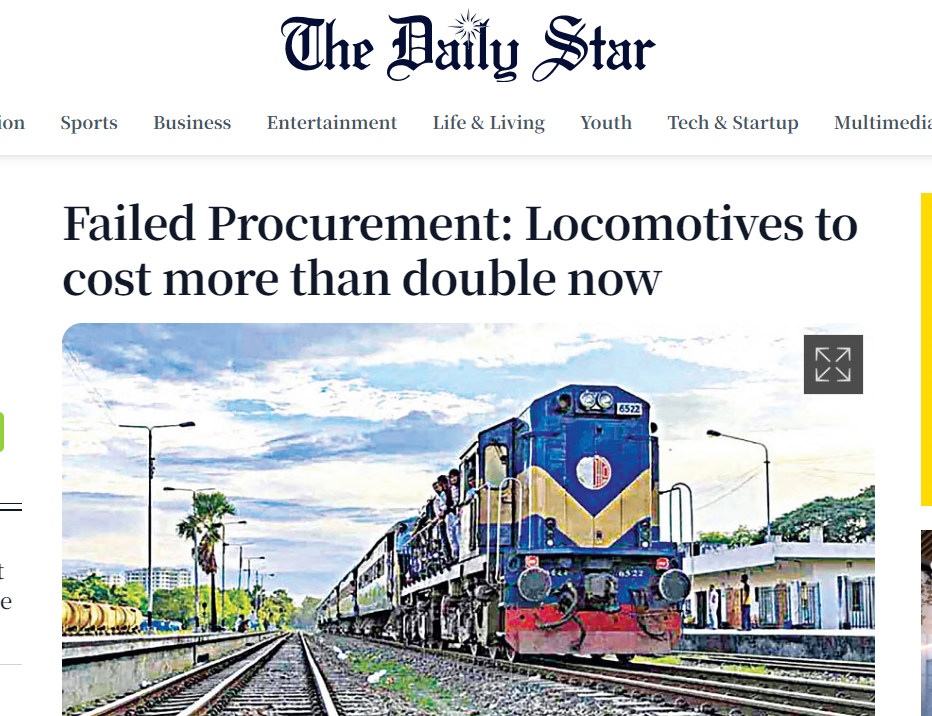 The Daily Star
ion Sports Business Entertainment Life & Living Youth Tech & Startup Multimedia
Failed Procurement: Locomotives to
cost more than double now
6522
6522
t
e